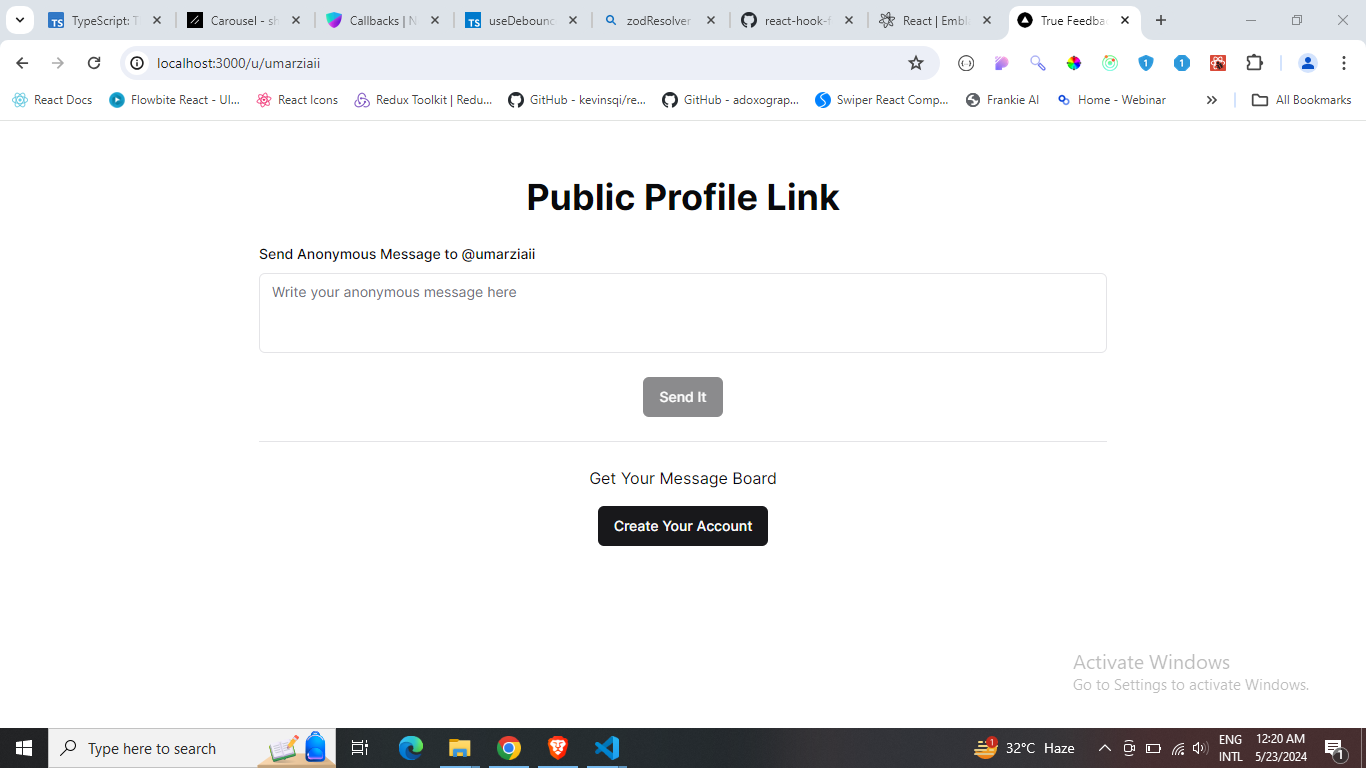 TypeScript: T
Carousel - sh
Callbacks | N
useDebounc
zodResolver
react-hook-f
React | Embl
True Feedba
localhost:3000/u/umarziaii
React Docs
Flowbite React - UI...
React Icons
Redux Toolkit | Redu...
GitHub - kevinsqi/re...
GitHub - adoxograp...
Swiper React Comp...
Frankie AI
Home - Webinar
All Bookmarks
Public Profile Link
Send Anonymous Message to @umarziaii
Write your anonymous message here
Send It
Get Your Message Board
Create Your Account
Activate Windows
Go to Settings to activate Windows.
Type here to search
32°C Haze
ENG
INTL
12:20 AM
5/23/2024